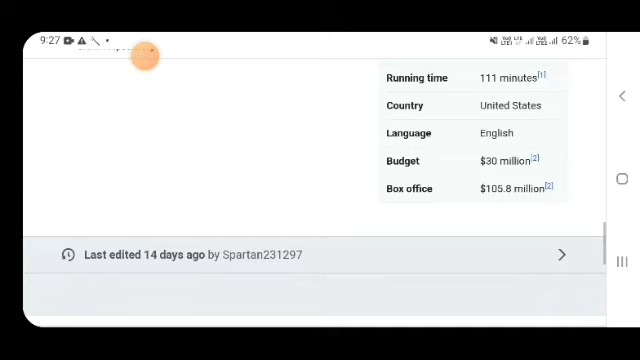 9:27
62%
Running time 111 minutes[1]
Country United States
Language English
Budget $30 million[2]
Box office $105.8 million[2]
Last edited 14 days ago by Spartan231297